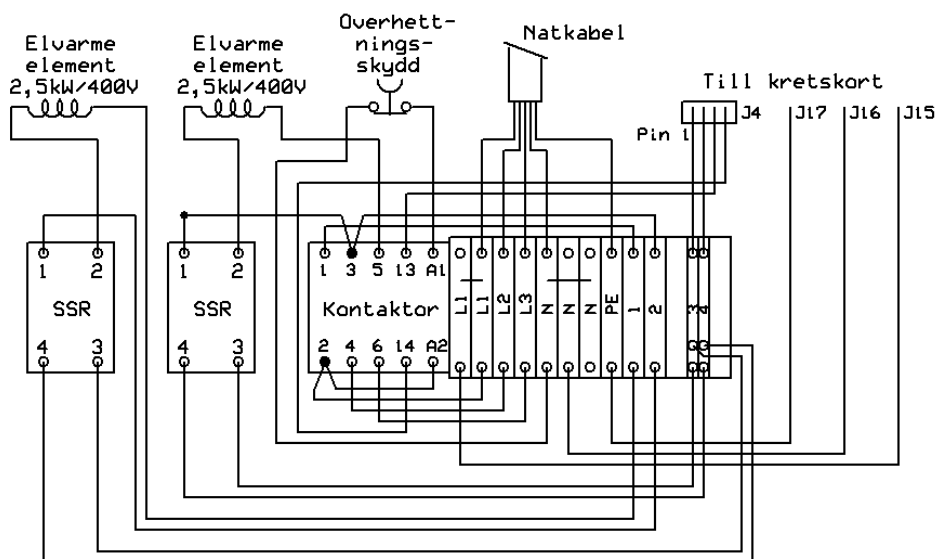 Overhett-
nings-
skydd
Natkabel
Elvarme
element
2,5kW/400V
Elvarme
element
2,5kW/400V
Till kretskort
J4 J17 J16 J15
Pin 1
1 2
SSR
4 3
1 2
SSR
4 3
1 3 5 13 A1
Kontaktor
2 4 6 14 A2
L1 L1 L2 L3 N N N PE 1 2 3 4